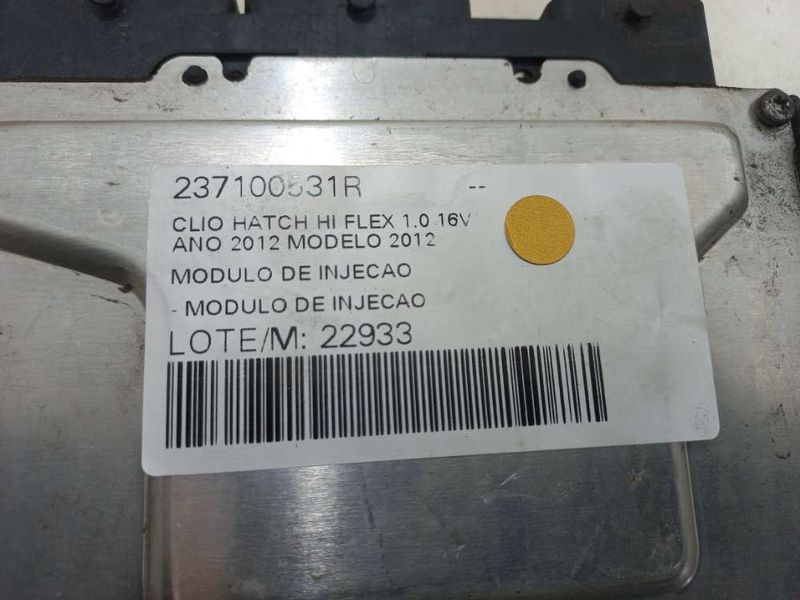 237100531R --
CLIO HATCH HI FLEX 1.0 16V
ANO 2012 MODELO 2012
MODULO DE INJECAO
- MODULO DE INJECAO
LOTE/M: 22933